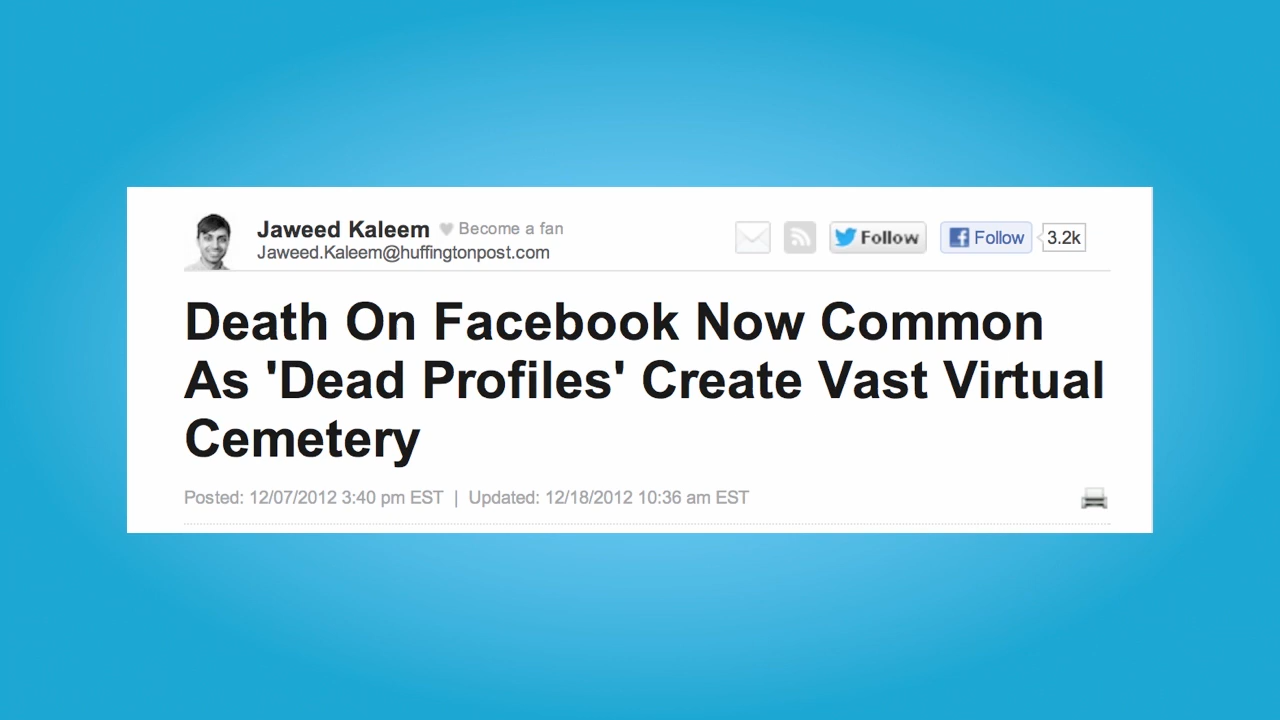 Jaweed Kaleem Become a fan
Jaweed.Kaleem@huffingtonpost.com
Follow
Follow
3.2k
Death On Facebook Now Common
As 'Dead Profiles' Create Vast Virtual
Cemetery
Posted: 12/07/2012 3:40 pm EST | Updated: 12/18/2012 10:36 am EST